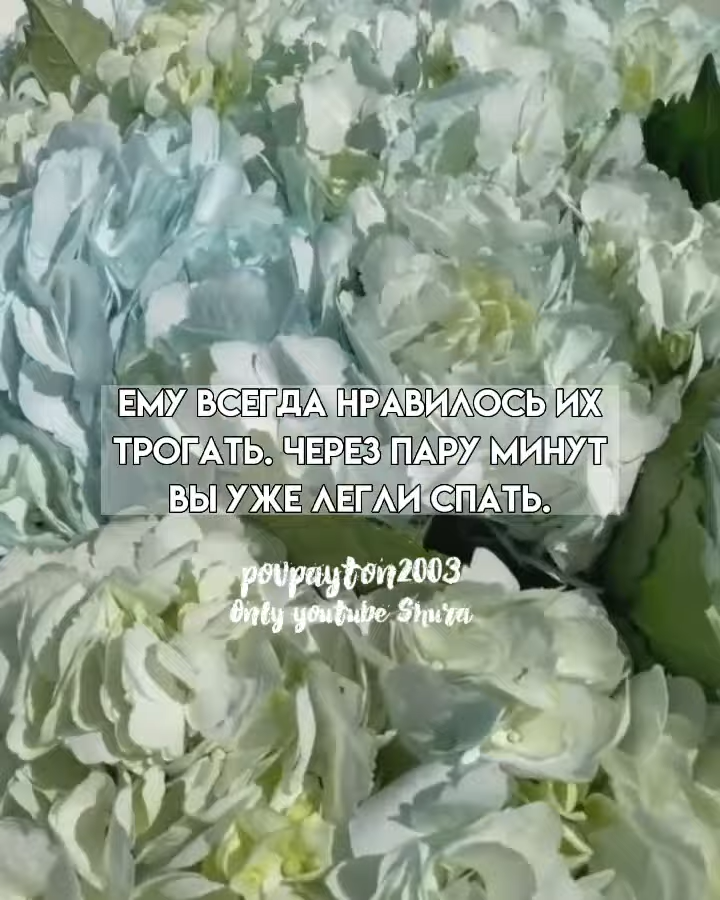 ЕМУ ВСЕГДА НРАВИЛОСЬ ИХ
ТРОГАТЬ. ЧЕРЕЗ ПАРУ МИНУТ
ВЫ УЖЕ ЛЕГЛИ СПАТЬ.
povpayton2003
Only youtube Shura